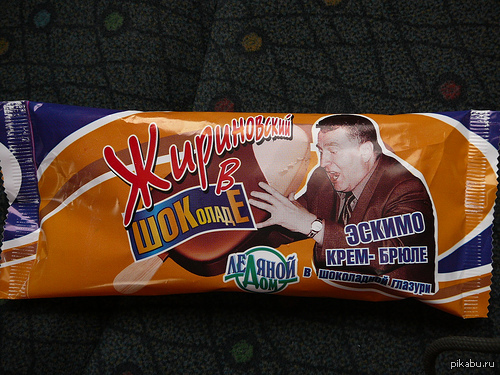 Жириновский
в
ШОКоладЕ
ЭСКИМО
КРЕМ- БРЮЛЕ
в шоколадной глазури
ЛЕДЯНОЙ
ДОМ
pikabu.ru